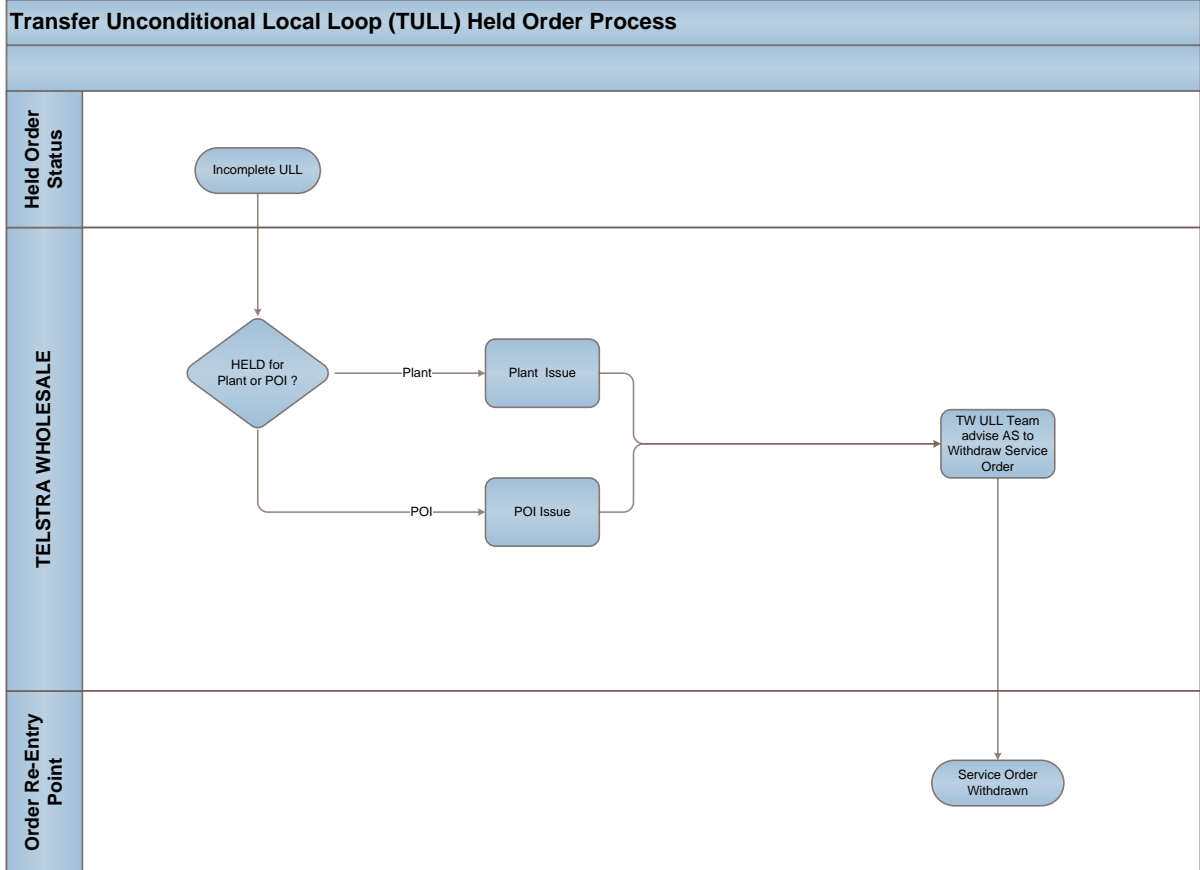 Transfer Unconditional Local Loop (TULL) Held Order Process
Held Order
Status
Incomplete ULL
TELSTRA WHOLESALE
HELD for
Plant or POI ?
Plant
Plant Issue
POI
POI Issue
TW ULL Team
advise AS to
Withdraw Service
Order
Order Re-Entry
Point
Service Order
Withdrawn